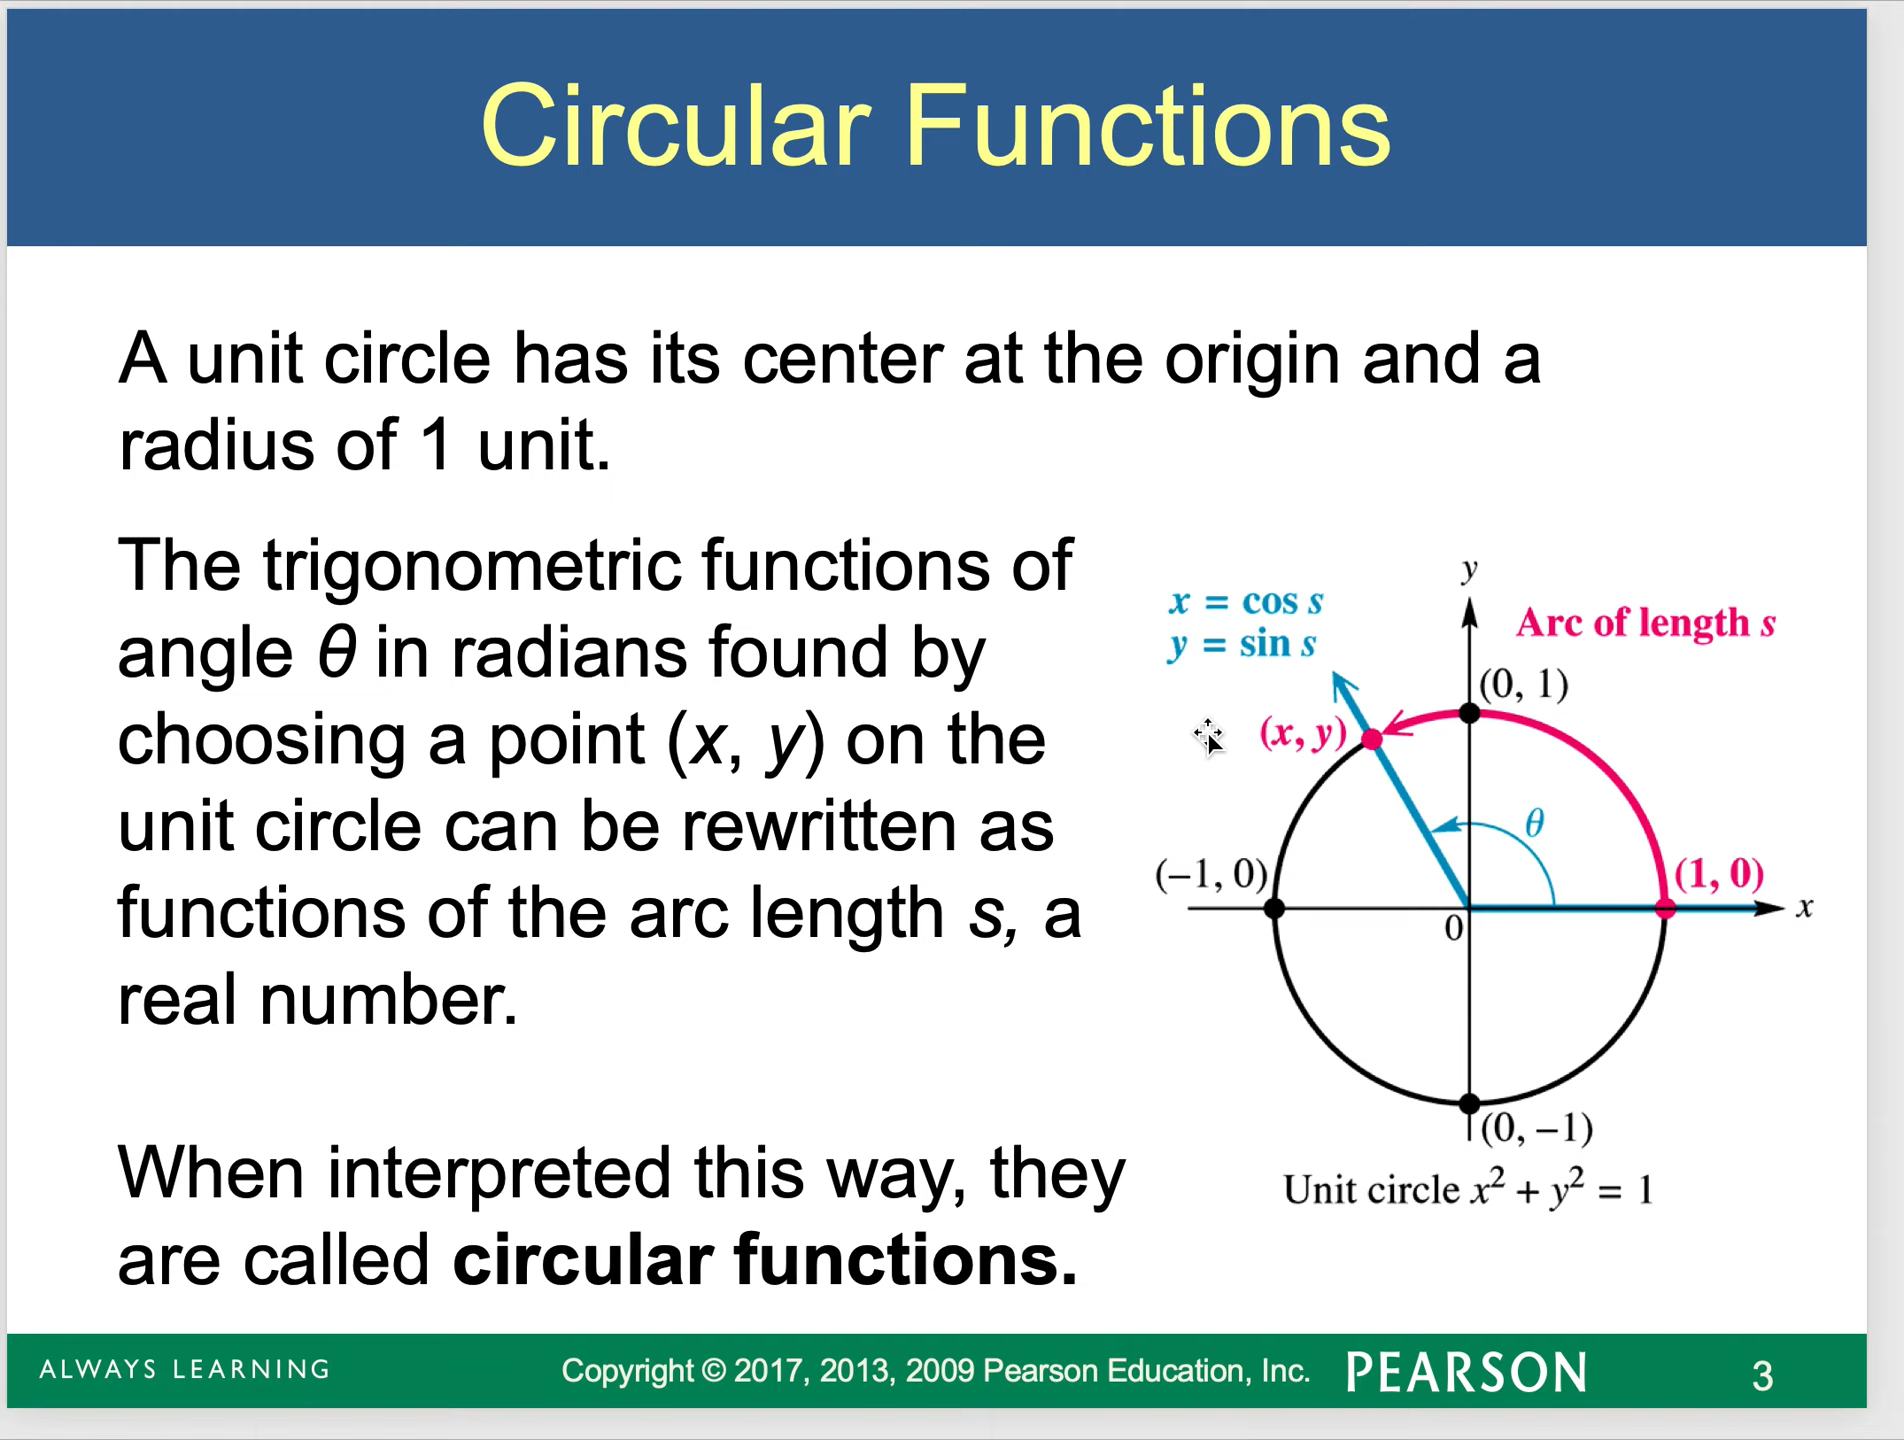 Circular Functions
A unit circle has its center at the origin and a
radius of 1 unit.
The trigonometric functions of
angle θ in radians found by
choosing a point (x, y) on the
unit circle can be rewritten as
functions of the arc length s, a
real number.
When interpreted this way, they
are called circular functions.
x = cos s
y = sin s
y
Arc of length s
(0, 1)
(x, y)
θ
(−1, 0)
(1, 0)
x
0
(0, −1)
Unit circle x² + y² = 1
ALWAYS LEARNING
Copyright © 2017, 2013, 2009 Pearson Education, Inc.
PEARSON
3